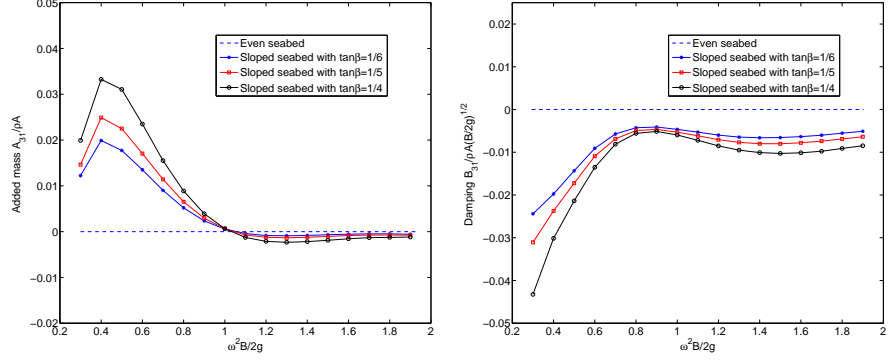 0.05
0.04
0.03
0.02
0.01
0
−0.01
−0.02
Added mass A31/ρA
0.2 0.4 0.6 0.8 1 1.2 1.4 1.6 1.8 2
ω²B/2g
Even seabed
Sloped seabed with tanβ=1/6
Sloped seabed with tanβ=1/5
Sloped seabed with tanβ=1/4
0
−0.01
−0.02
−0.03
−0.04
−0.05
Damping B31/ρA(B/2g)^1/2
0.2 0.4 0.6 0.8 1 1.2 1.4 1.6 1.8 2
ω²B/2g
Even seabed
Sloped seabed with tanβ=1/6
Sloped seabed with tanβ=1/5
Sloped seabed with tanβ=1/4